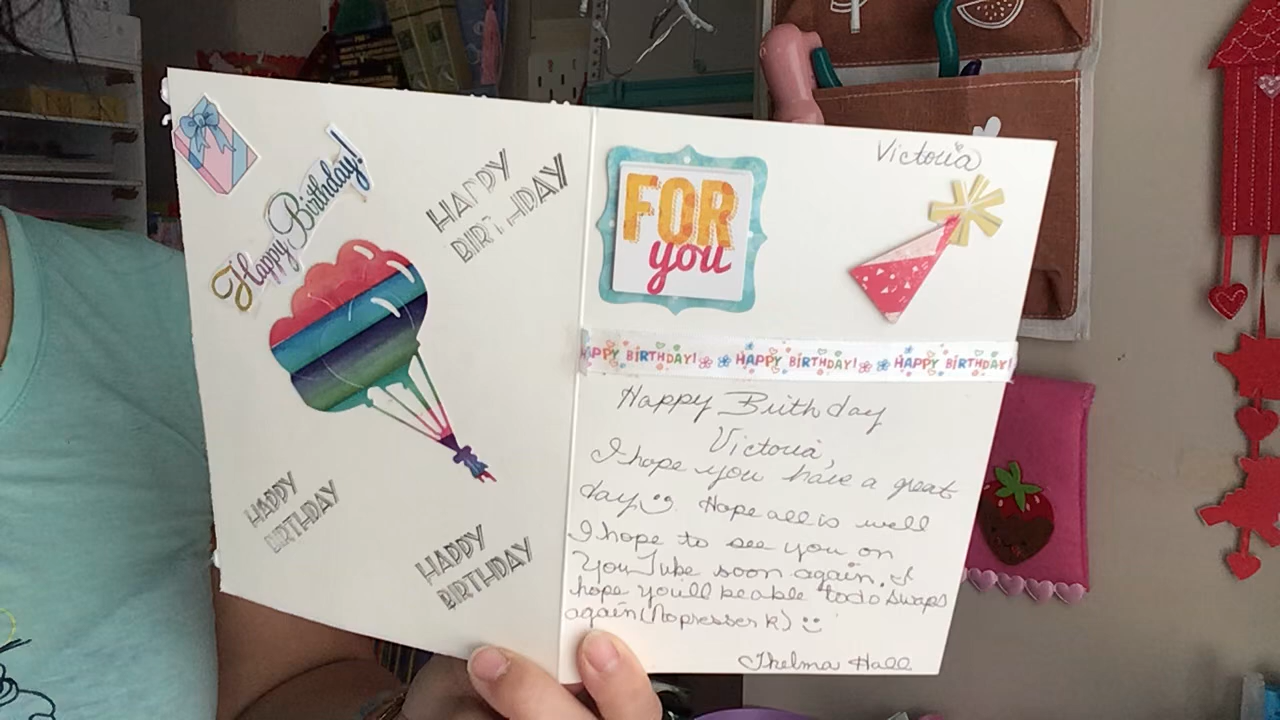 Happy Birthday!
HAPPY
BIRTHDAY
HAPPY
BIRTHDAY
HAPPY
BIRTHDAY
FOR
you
Victoria
HAPPY BIRTHDAY! HAPPY BIRTHDAY! HAPPY BIRTHDAY!
Happy Birthday
Victoria,
I hope you have a great
day. Hope all is well
I hope to see you on
YouTube soon again. I
hope you'll be able to do swaps
again (No presser k)
Thelma Hall